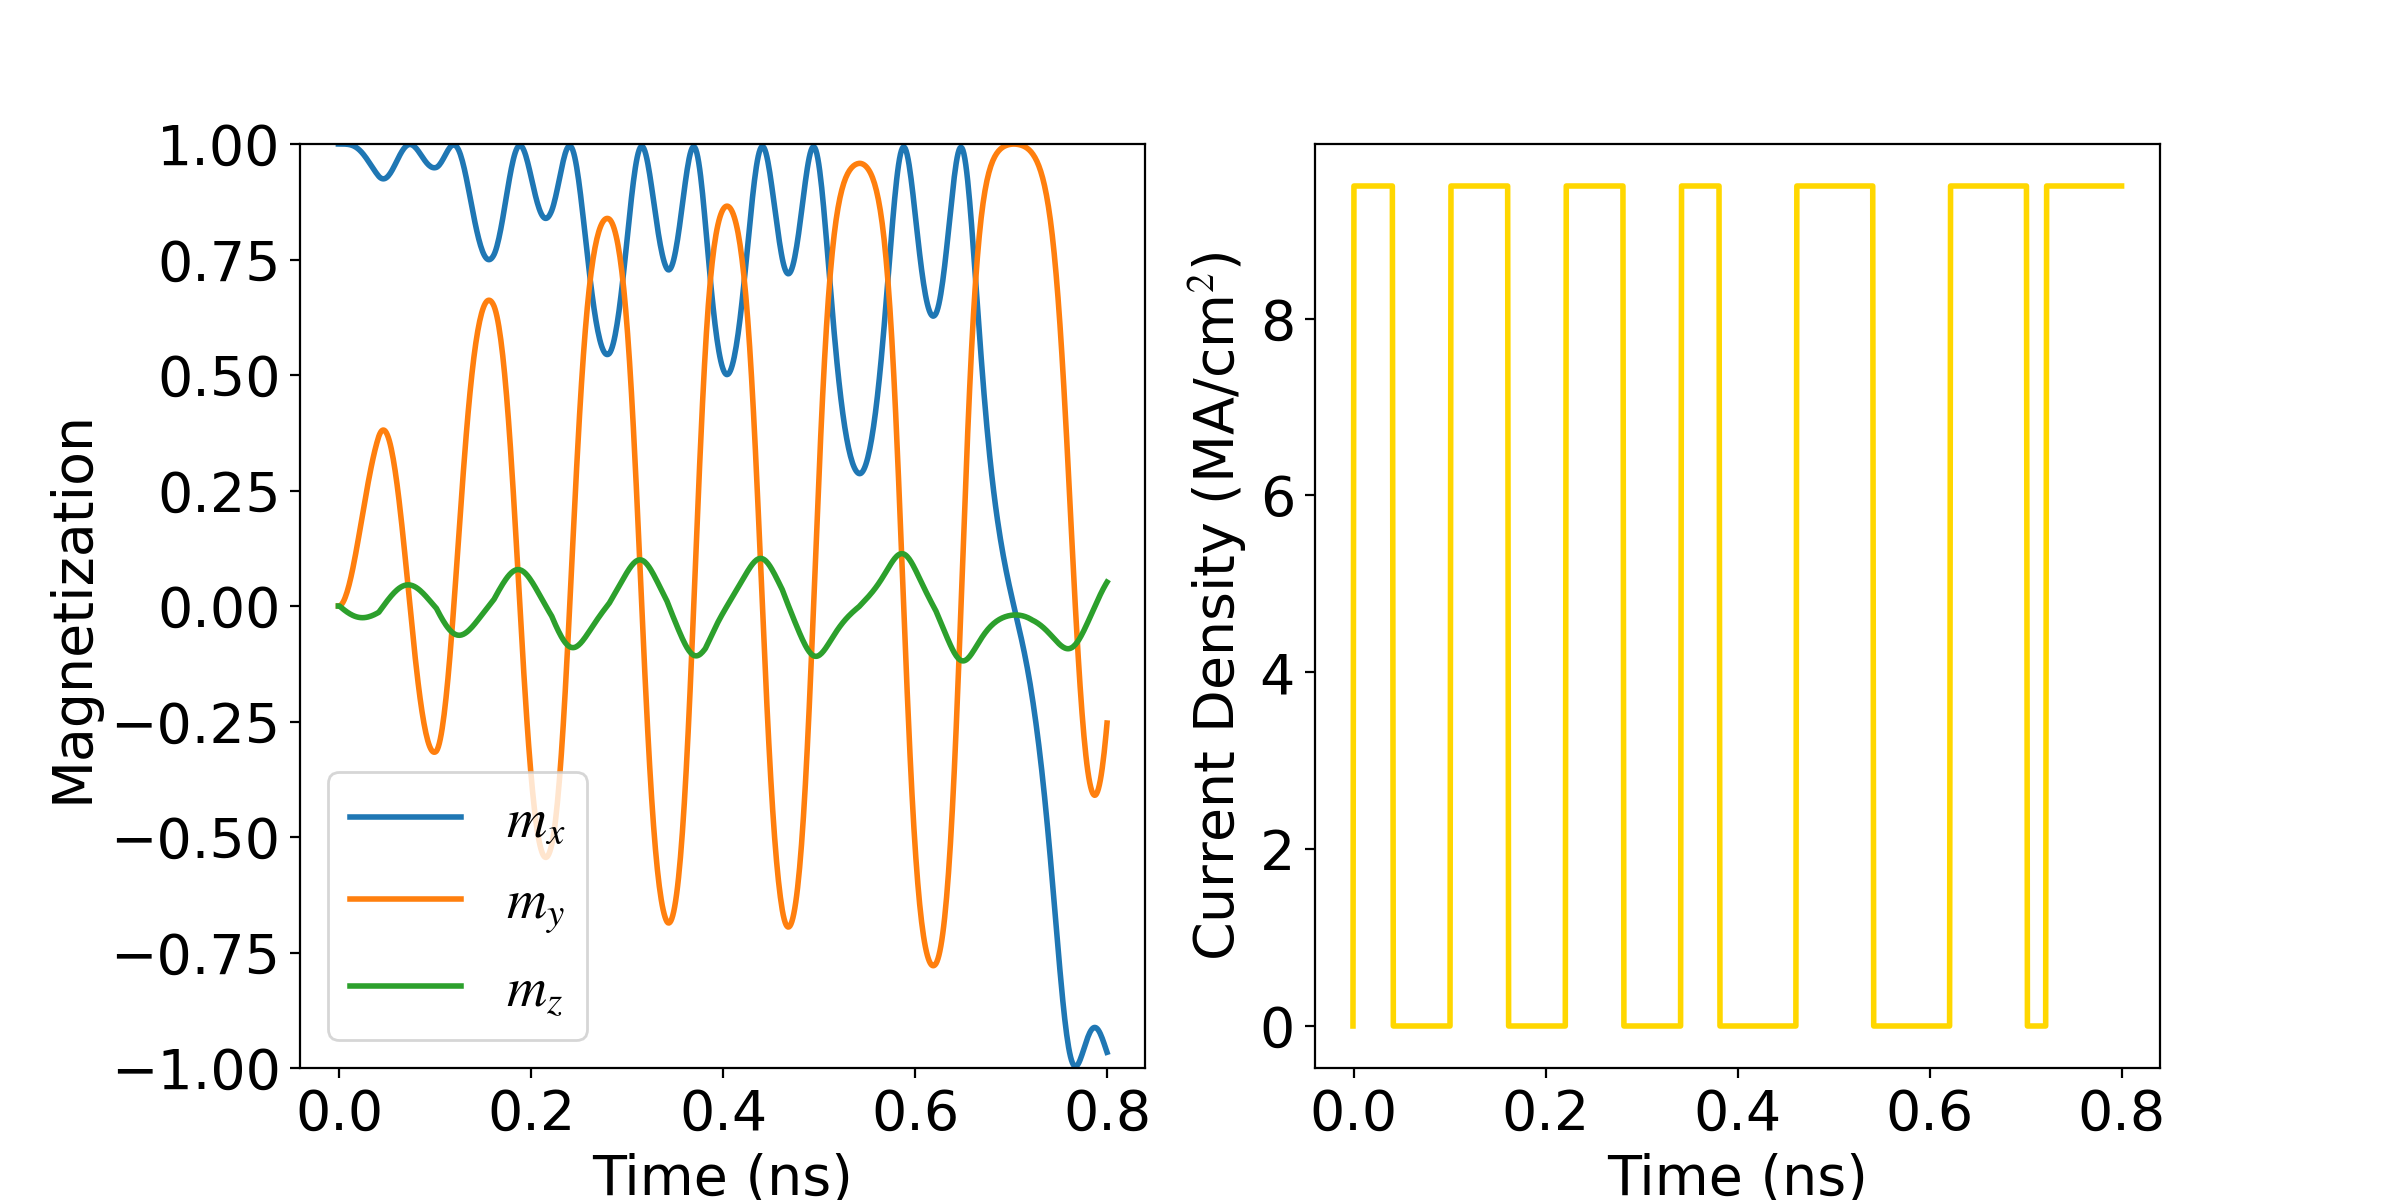 Magnetization
1.00
0.75
0.50
0.25
0.00
−0.25
−0.50
−0.75
−1.00
m_x
m_y
m_z
0.0 0.2 0.4 0.6 0.8
Time (ns)
Current Density (MA/cm²)
8
6
4
2
0
0.0 0.2 0.4 0.6 0.8
Time (ns)